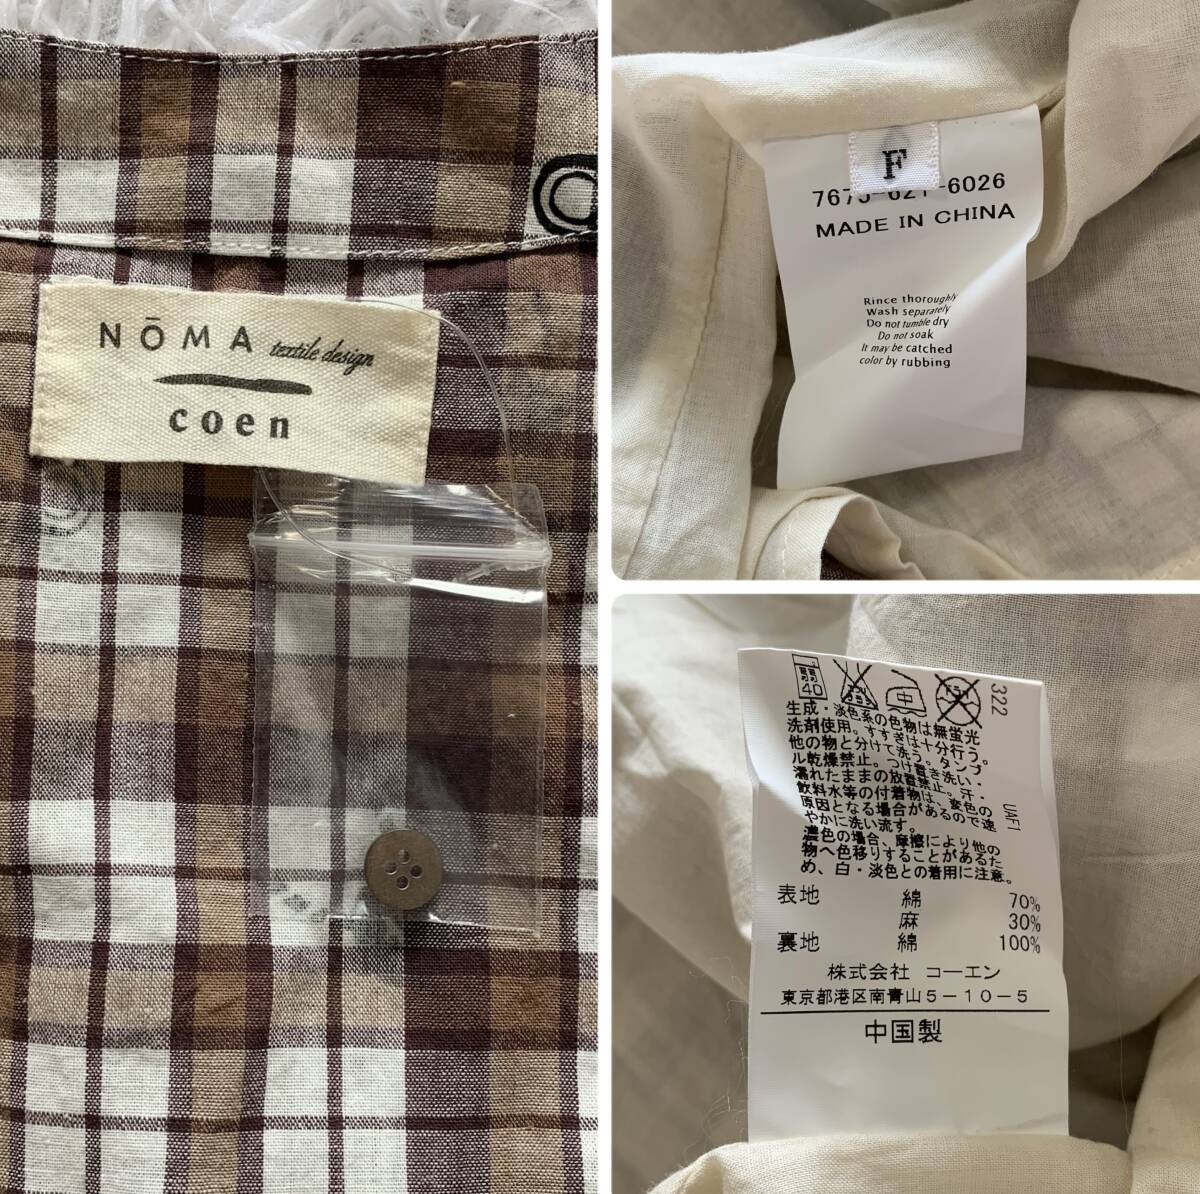 NŌMA textile design
coen
F
7675-621-6026
MADE IN CHINA
Rince thoroughly
Wash separately
Do not tumble dry
Do not soak
It may be catched
color by rubbing
40
中
322
生成・淡色系の色物は無蛍光
洗剤使用。すすぎは十分行う。
他の物と分けて洗う。タンブ
ル乾燥禁止。つけ置き洗い・
濡れたままの放置禁止。汗・
飲料水等の付着物は、変色の
原因となる場合があるので速
やかに洗い流す。
濃色の場合、摩擦により他の
物へ色移りすることがあるた
め、白・淡色との着用に注意。
UAF1
表地 綿 70%
麻 30%
裏地 綿 100%
株式会社 コーエン
東京都港区南青山5-10-5
中国製